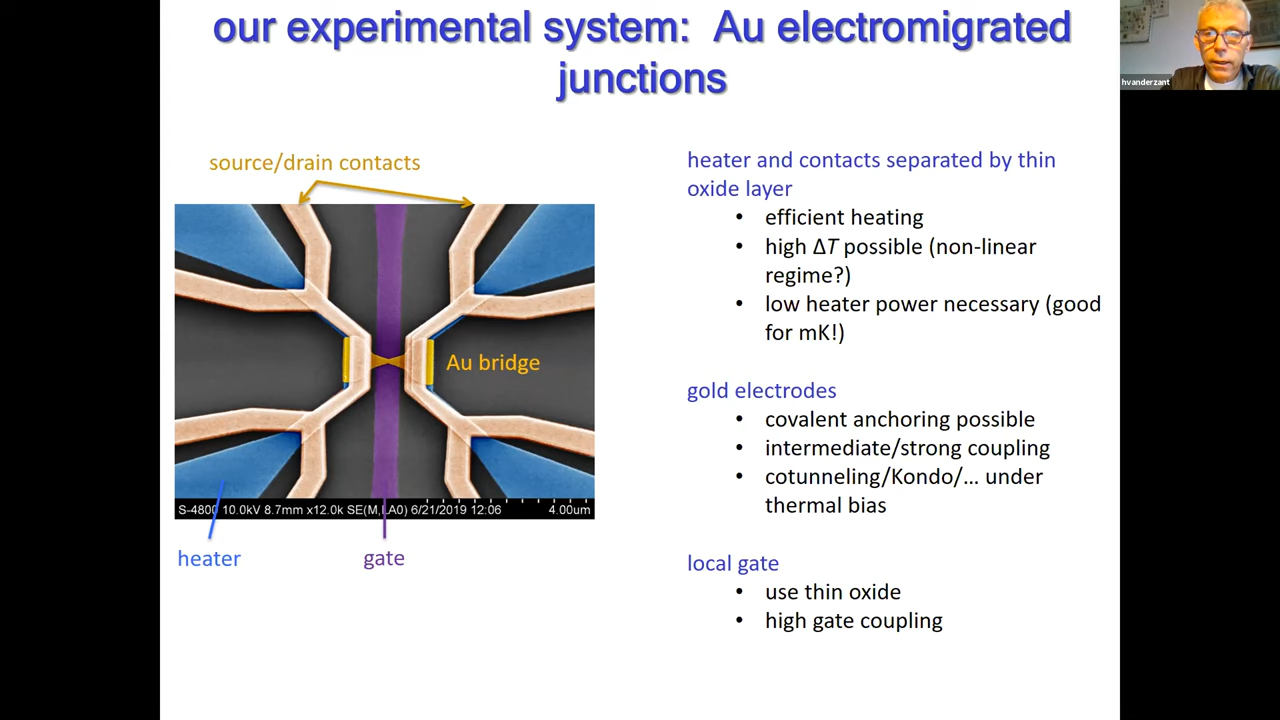 our experimental system: Au electromigrated
junctions
hvanderzant
source/drain contacts
Au bridge
S-4800 10.0kV 8.7mm x12.0k SE(M,LA0) 6/21/2019 12:06 4.00um
heater
gate
heater and contacts separated by thin
oxide layer
• efficient heating
• high ΔT possible (non-linear
regime?)
• low heater power necessary (good
for mK!)
gold electrodes
• covalent anchoring possible
• intermediate/strong coupling
• cotunneling/Kondo/… under
thermal bias
local gate
• use thin oxide
• high gate coupling